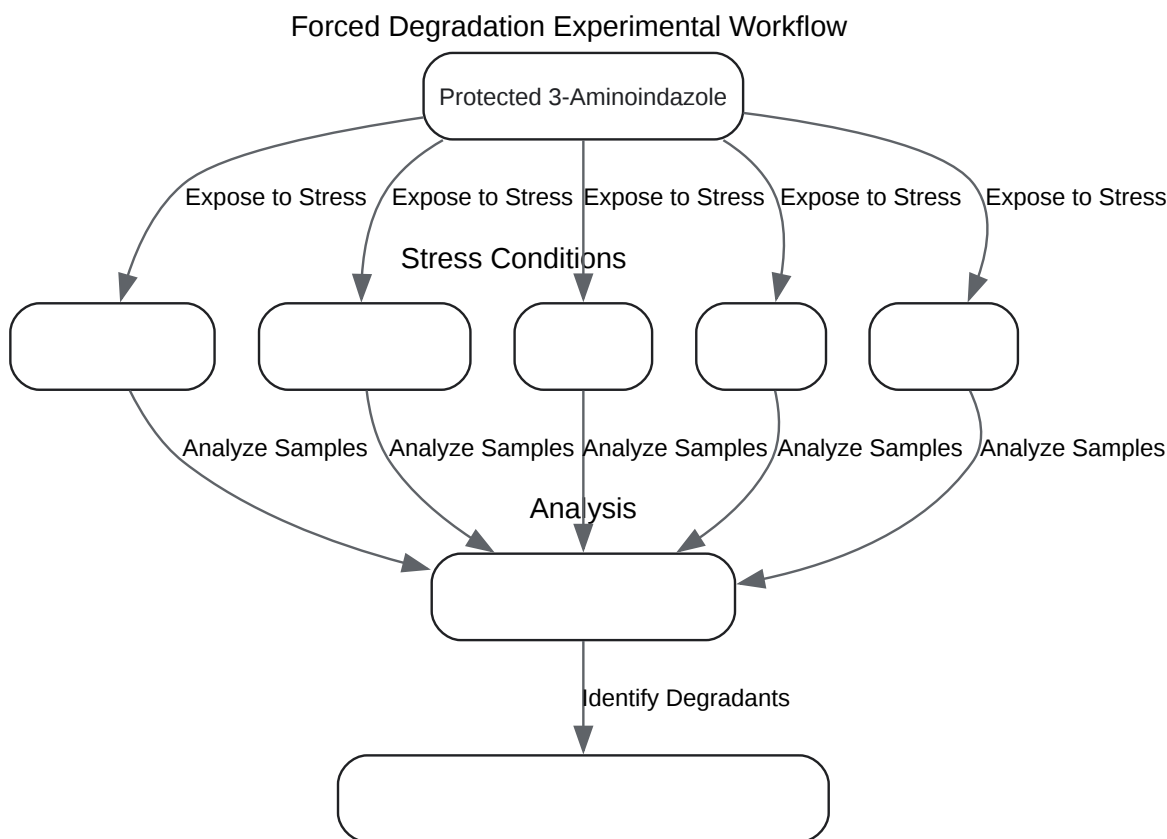 Forced Degradation Experimental Workflow
Protected 3-Aminoindazole
Expose to Stress
Expose to Stress
Expose to Stress
Expose to Stress
Expose to Stress
Stress Conditions
Analyze Samples
Analyze Samples
Analyze Samples
Analyze Samples
Analyze Samples
Analysis
Identify Degradants